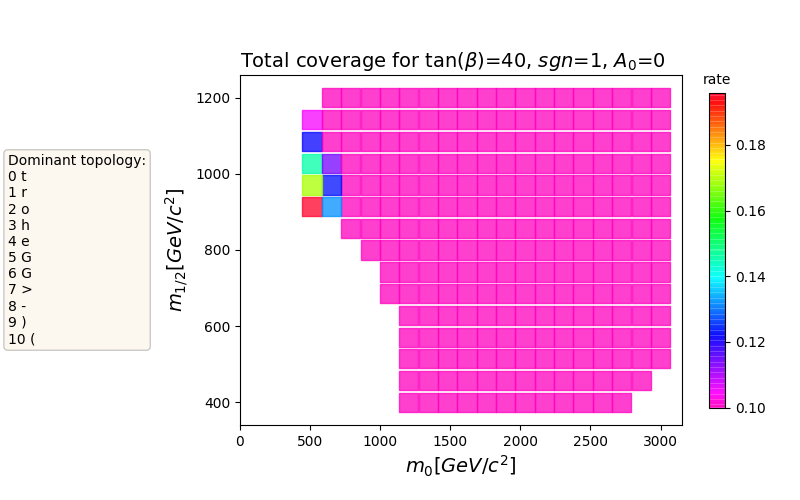 Total coverage for tan(β)=40, sgn=1, A₀=0
rate
1200
1000
800
600
400
0
500
1000
1500
2000
2500
3000
m₁/₂[GeV/c²]
m₀[GeV/c²]
0.18
0.16
0.14
0.12
0.10
Dominant topology:
0 t
1 r
2 o
3 h
4 e
5 G
6 G
7 >
8 -
9 )
10 (